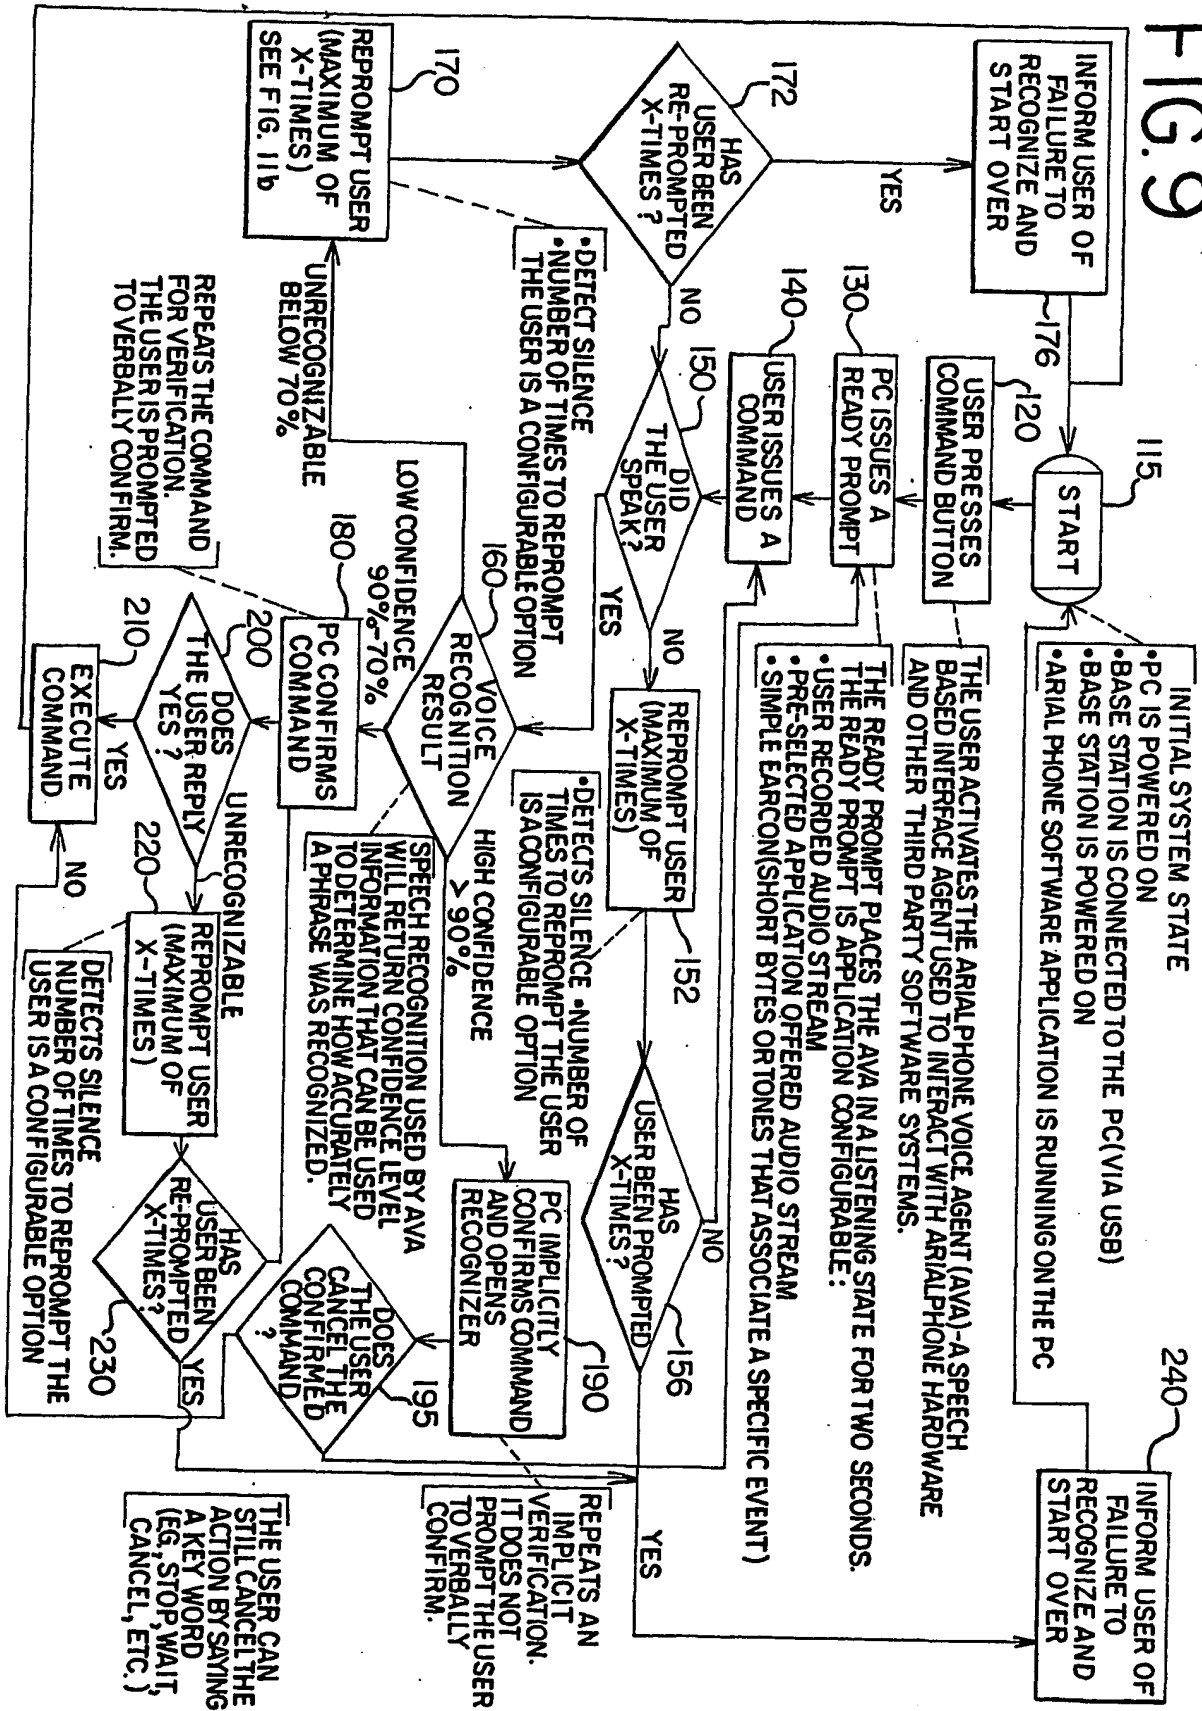 FIG. 9
INFORM USER OF
FAILURE TO
RECOGNIZE AND
START OVER
176
115
START
INITIAL SYSTEM STATE
•PC IS POWERED ON
•BASE STATION IS CONNECTED TO THE PC(VIA USB)
•BASE STATION IS POWERED ON
•ARIAL PHONE SOFTWARE APPLICATION IS RUNNING ON THE PC
240
INFORM USER OF
FAILURE TO
RECOGNIZE AND
START OVER
120
USER PRESSES
COMMAND BUTTON
THE USER ACTIVATES THE ARIALPHONE VOICE AGENT (AVA)-A SPEECH
BASED INTERFACE AGENT USED TO INTERACT WITH ARIALPHONE HARDWARE
AND OTHER THIRD PARTY SOFTWARE SYSTEMS.
130
PC ISSUES A
READY PROMPT
THE READY PROMPT PLACES THE AVA IN A LISTENING STATE FOR TWO SECONDS.
THE READY PROMPT IS APPLICATION CONFIGURABLE:
•USER RECORDED AUDIO STREAM
•PRE-SELECTED APPLICATION OFFERED AUDIO STREAM
•SIMPLE EARCON(SHORT BYTES OR TONES THAT ASSOCIATE A SPECIFIC EVENT)
140
USER ISSUES A
COMMAND
YES
172
HAS
USER BEEN
RE-PROMPTED
X-TIMES ?
NO
150
DID
THE USER
SPEAK?
NO
REPROMPT USER
(MAXIMUM OF
X-TIMES)
152
HAS
USER BEEN PROMPTED
X-TIMES?
156
NO
YES
•DETECT SILENCE
•NUMBER OF TIMES TO REPROMPT
THE USER IS A CONFIGURABLE OPTION
YES
•DETECTS SILENCE •NUMBER OF
TIMES TO REPROMPT THE USER
IS A CONFIGURABLE OPTION
170
REPROMPT USER
(MAXIMUM OF
X-TIMES)
SEE FIG. 11b
UNRECOGNIZABLE
BELOW 70%
160
VOICE
RECOGNITION
RESULT
LOW CONFIDENCE
90%-70%
HIGH CONFIDENCE
> 90%
SPEECH RECOGNITION USED BY AVA
WILL RETURN CONFIDENCE LEVEL
INFORMATION THAT CAN BE USED
TO DETERMINE HOW ACCURATELY
A PHRASE WAS RECOGNIZED.
PC IMPLICITLY
CONFIRMS COMMAND
AND OPENS
RECOGNIZER
190
REPEATS AN
IMPLICIT
VERIFICATION.
IT DOES NOT
PROMPT THE USER
TO VERBALLY
CONFIRM.
180
PC CONFIRMS
COMMAND
REPEATS THE COMMAND
FOR VERIFICATION.
THE USER IS PROMPTED
TO VERBALLY CONFIRM.
200
DOES
THE USER REPLY
YES ?
UNRECOGNIZABLE
YES
220
REPROMPT USER
(MAXIMUM OF
X-TIMES)
HAS
USER BEEN
RE-PROMPTED
X-TIMES?
230
YES
DOES
THE USER
CANCEL THE
CONFIRMED
COMMAND
?
195
210
EXECUTE
COMMAND
NO
DETECTS SILENCE
NUMBER OF TIMES TO REPROMPT THE
USER IS A CONFIGURABLE OPTION
THE USER CAN
STILL CANCEL THE
ACTION BY SAYING
A KEY WORD
(EG, STOP, WAIT,
CANCEL, ETC.)